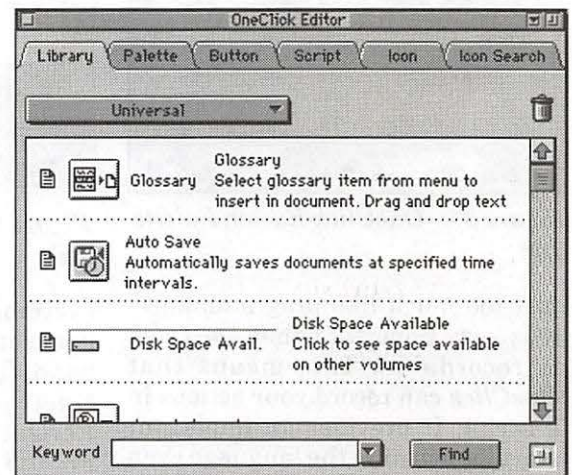 OneClick Editor
Library Palette Button Script Icon Icon Search
Universal
Glossary
Glossary Select glossary item from menu to
insert in document. Drag and drop text
Auto Save
Automatically saves documents at specified time
intervals.
Disk Space Available
Disk Space Avail. Click to see space available
on other volumes
Keyword Find